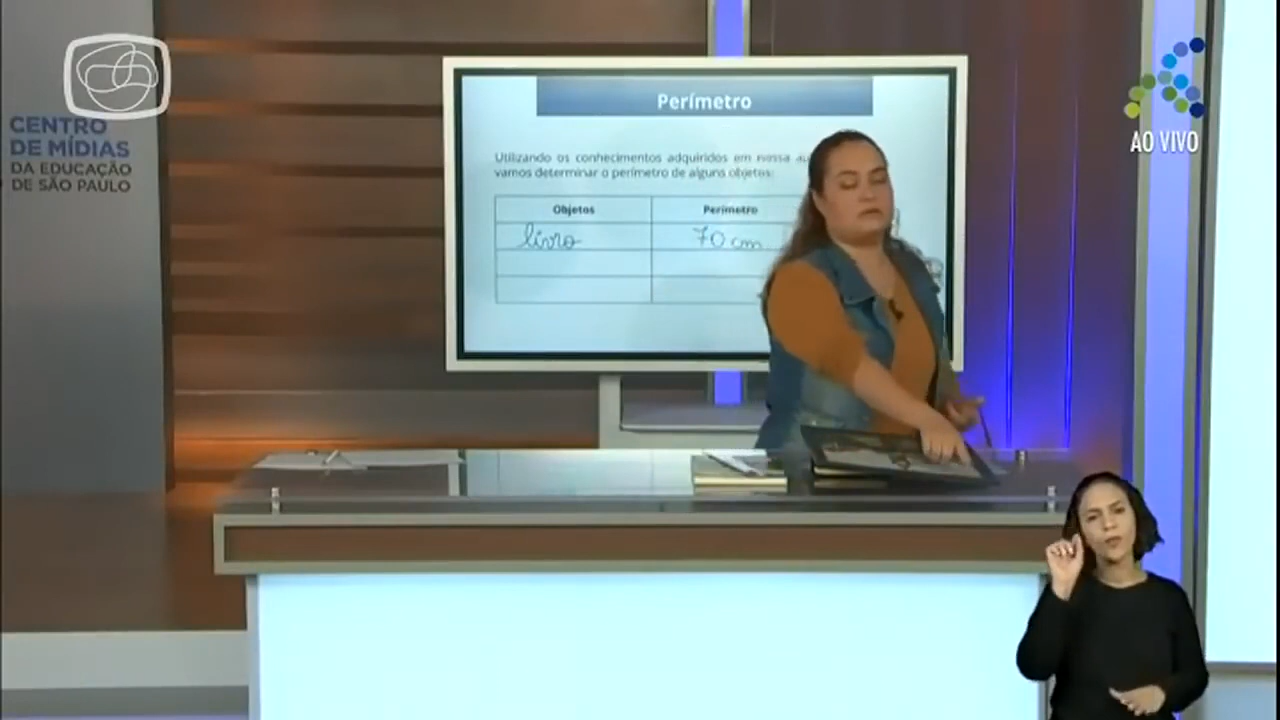 CENTRO
DE MÍDIAS
DA EDUCAÇÃO
DE SÃO PAULO
AO VIVO
Perímetro
Utilizando os conhecimentos adquiridos em nossa
vamos determinar o perímetro de alguns objetos:
Objetos Perímetro
livro 70 cm